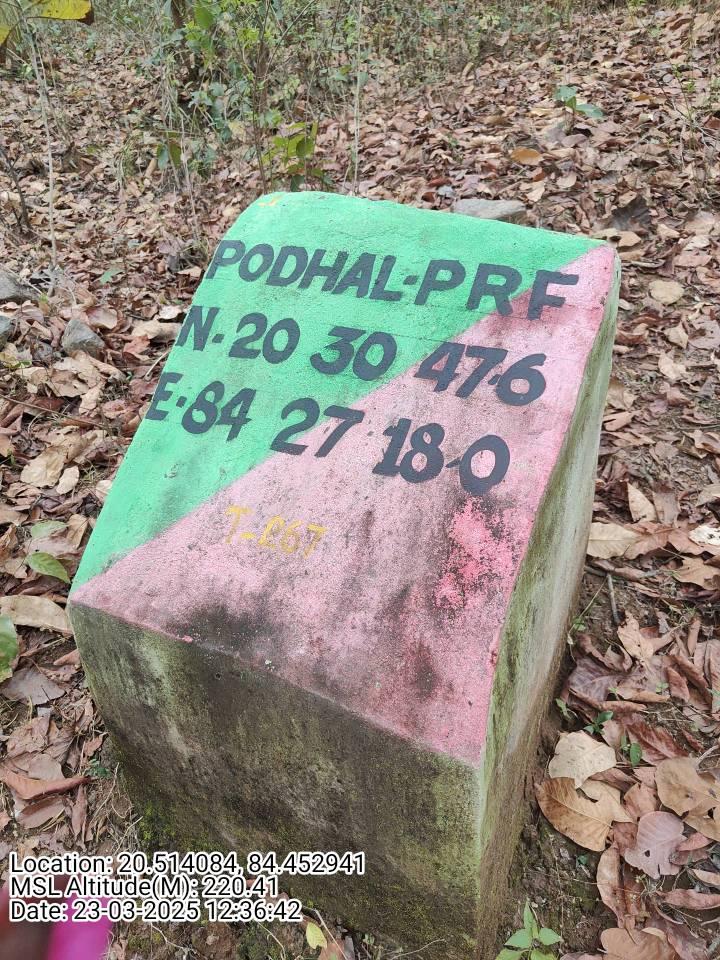 PODHAL-PRF
N-20 30 47.6
E-84 27 18.0
T-267
Location: 20.514084, 84.452941
MSL Altitude(M): 220.41
Date: 23-03-2025 12:36:42